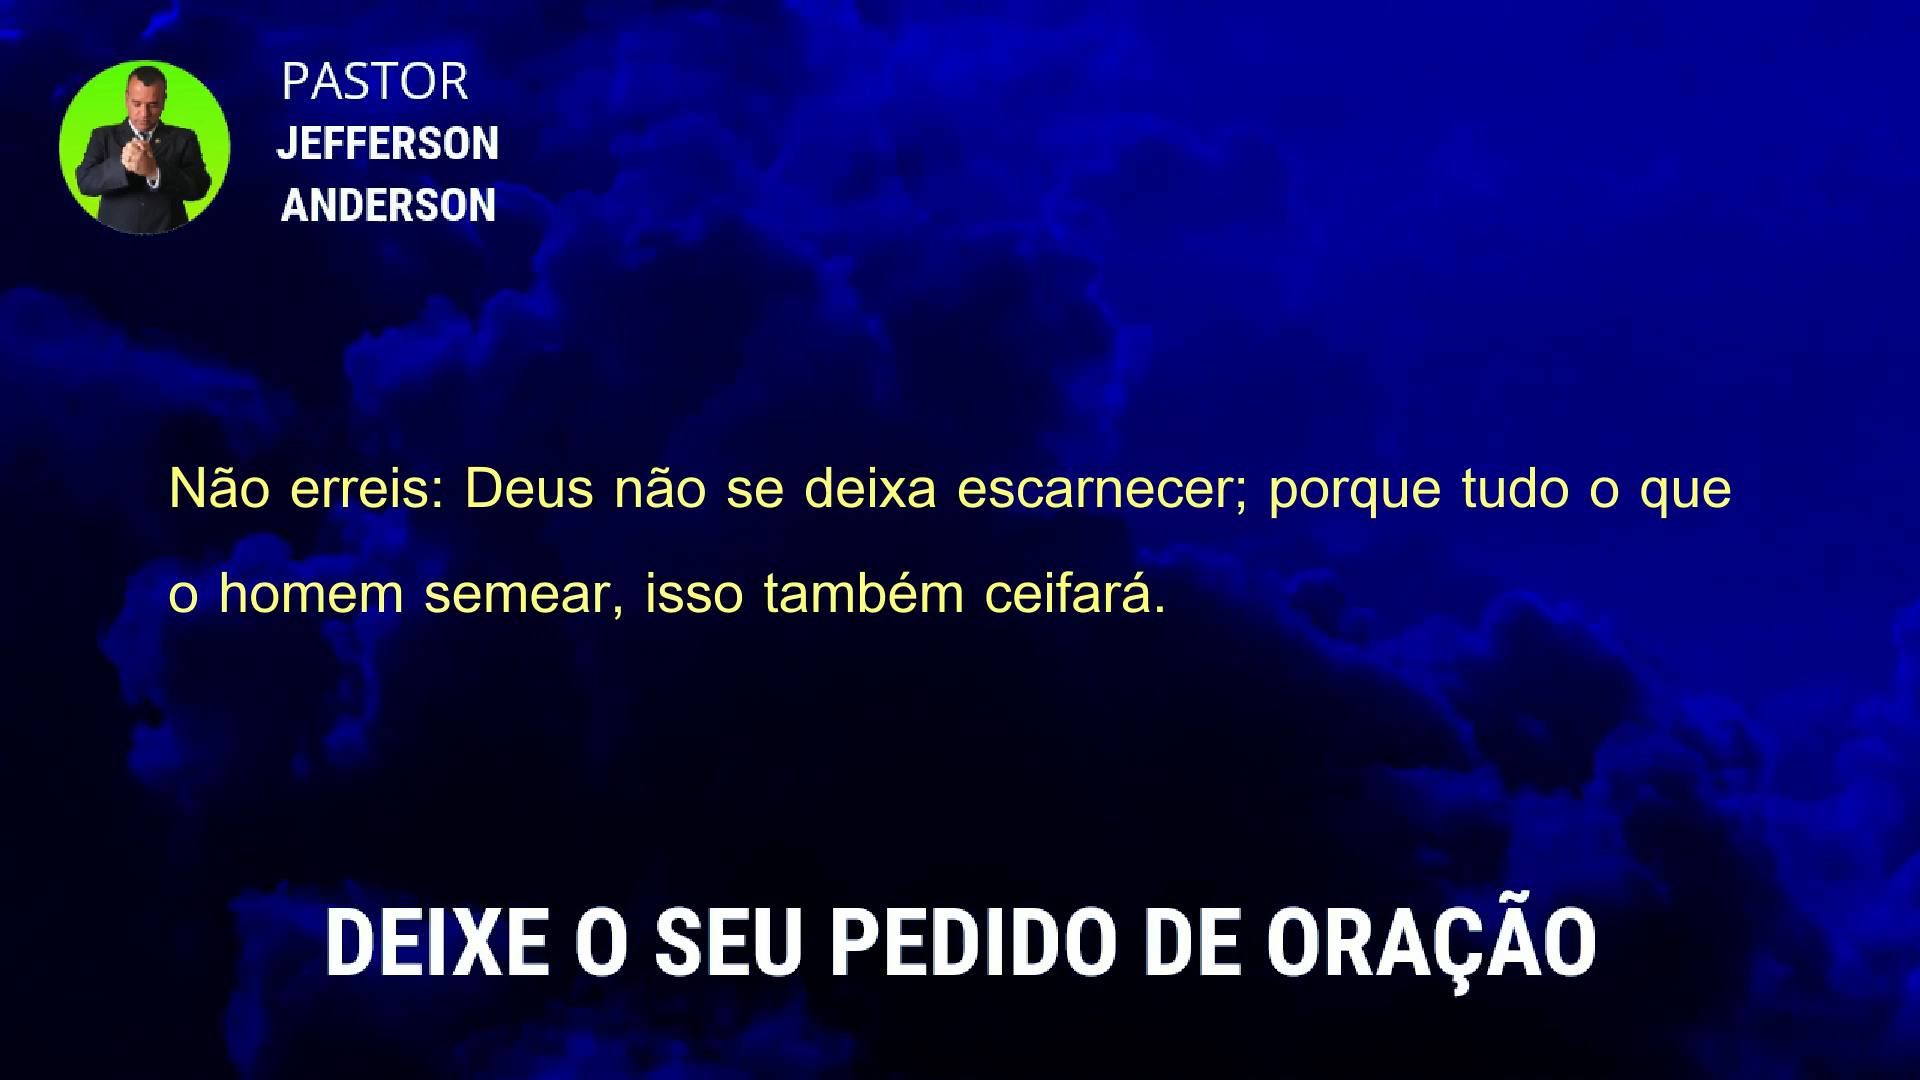 PASTOR
JEFFERSON
ANDERSON
Não erreis: Deus não se deixa escarnecer; porque tudo o que
o homem semear, isso também ceifará.
DEIXE O SEU PEDIDO DE ORAÇÃO